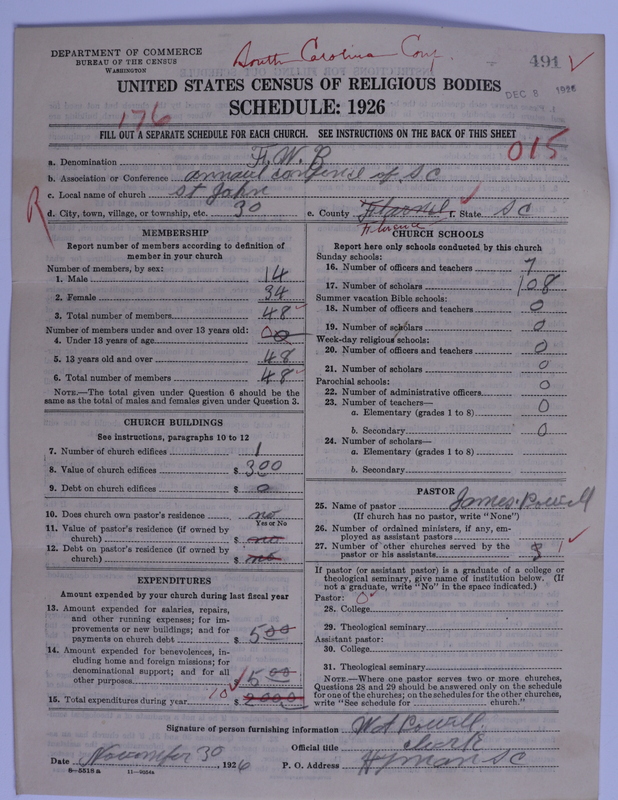 DEPARTMENT OF COMMERCE
BUREAU OF THE CENSUS
WASHINGTON
South Carolina Conf.
491
DEC 8 1926
UNITED STATES CENSUS OF RELIGIOUS BODIES
SCHEDULE: 1926
176
FILL OUT A SEPARATE SCHEDULE FOR EACH CHURCH. SEE INSTRUCTIONS ON THE BACK OF THIS SHEET
015
a. Denomination F. W. B
b. Association or Conference annuel confense of S C
c. Local name of church St John
R
d. City, town, village, or township, etc. 30 e. County Florence f. State S C
MEMBERSHIP
Report number of members according to definition of
member in your church
Number of members, by sex:
1. Male 14
2. Female 34
3. Total number of members 48
Number of members under and over 13 years old:
4. Under 13 years of age 0
5. 13 years old and over 48
6. Total number of members 48
NOTE.—The total given under Question 6 should be
same as the total of males and females given under Question 3.
CHURCH BUILDINGS
See instructions, paragraphs 10 to 12
7. Number of church edifices 1
8. Value of church edifices $ 300
9. Debt on church edifices $ 0
10. Does church own pastor's residence? no
Yes or No
11. Value of pastor's residence (if owned by
church) $ no
12. Debt on pastor's residence (if owned by
church) $ no
EXPENDITURES
Amount expended by your church during last fiscal year
13. Amount expended for salaries, repairs,
and other running expenses; for im-
provements or new buildings; and for
payments on church debt $ 500
14. Amount expended for benevolences, in-
cluding home and foreign missions; for
denominational support; and for all
other purposes $ 500
15. Total expenditures during year 10 $ 2000
CHURCH SCHOOLS
Report here only schools conducted by this church
Sunday schools:
16. Number of officers and teachers 7
17. Number of scholars 108
Summer vacation Bible schools:
18. Number of officers and teachers 0
19. Number of scholars 0
Week-day religious schools:
20. Number of officers and teachers 0
21. Number of scholars 0
Parochial schools:
22. Number of administrative officers 0
23. Number of teachers—
a. Elementary (grades 1 to 8) 0
b. Secondary 0
24. Number of scholars—
a. Elementary (grades 1 to 8)
b. Secondary
PASTOR
25. Name of pastor James Powell
(If church has no pastor, write "None")
26. Number of ordained ministers, if any, em-
ployed as assistant pastors
27. Number of other churches served by the
pastor or his assistants 1
If pastor (or assistant pastor) is a graduate of a college or
theological seminary, give name of institution below. (If
not a graduate, write "No" in the space indicated.)
Pastor: 0
28. College
29. Theological seminary
Assistant pastor:
30. College
31. Theological seminary
NOTE.—Where one pastor serves two or more churches,
Questions 28 and 29 should be answered only on the schedule
for one of the churches; on the schedules for the other churches,
write "See schedule for church."
Signature of person furnishing information W A Powell
Official title clerk
Date November 30, 1926 P. O. Address Hyman S C
8—5518 a 11—9554a